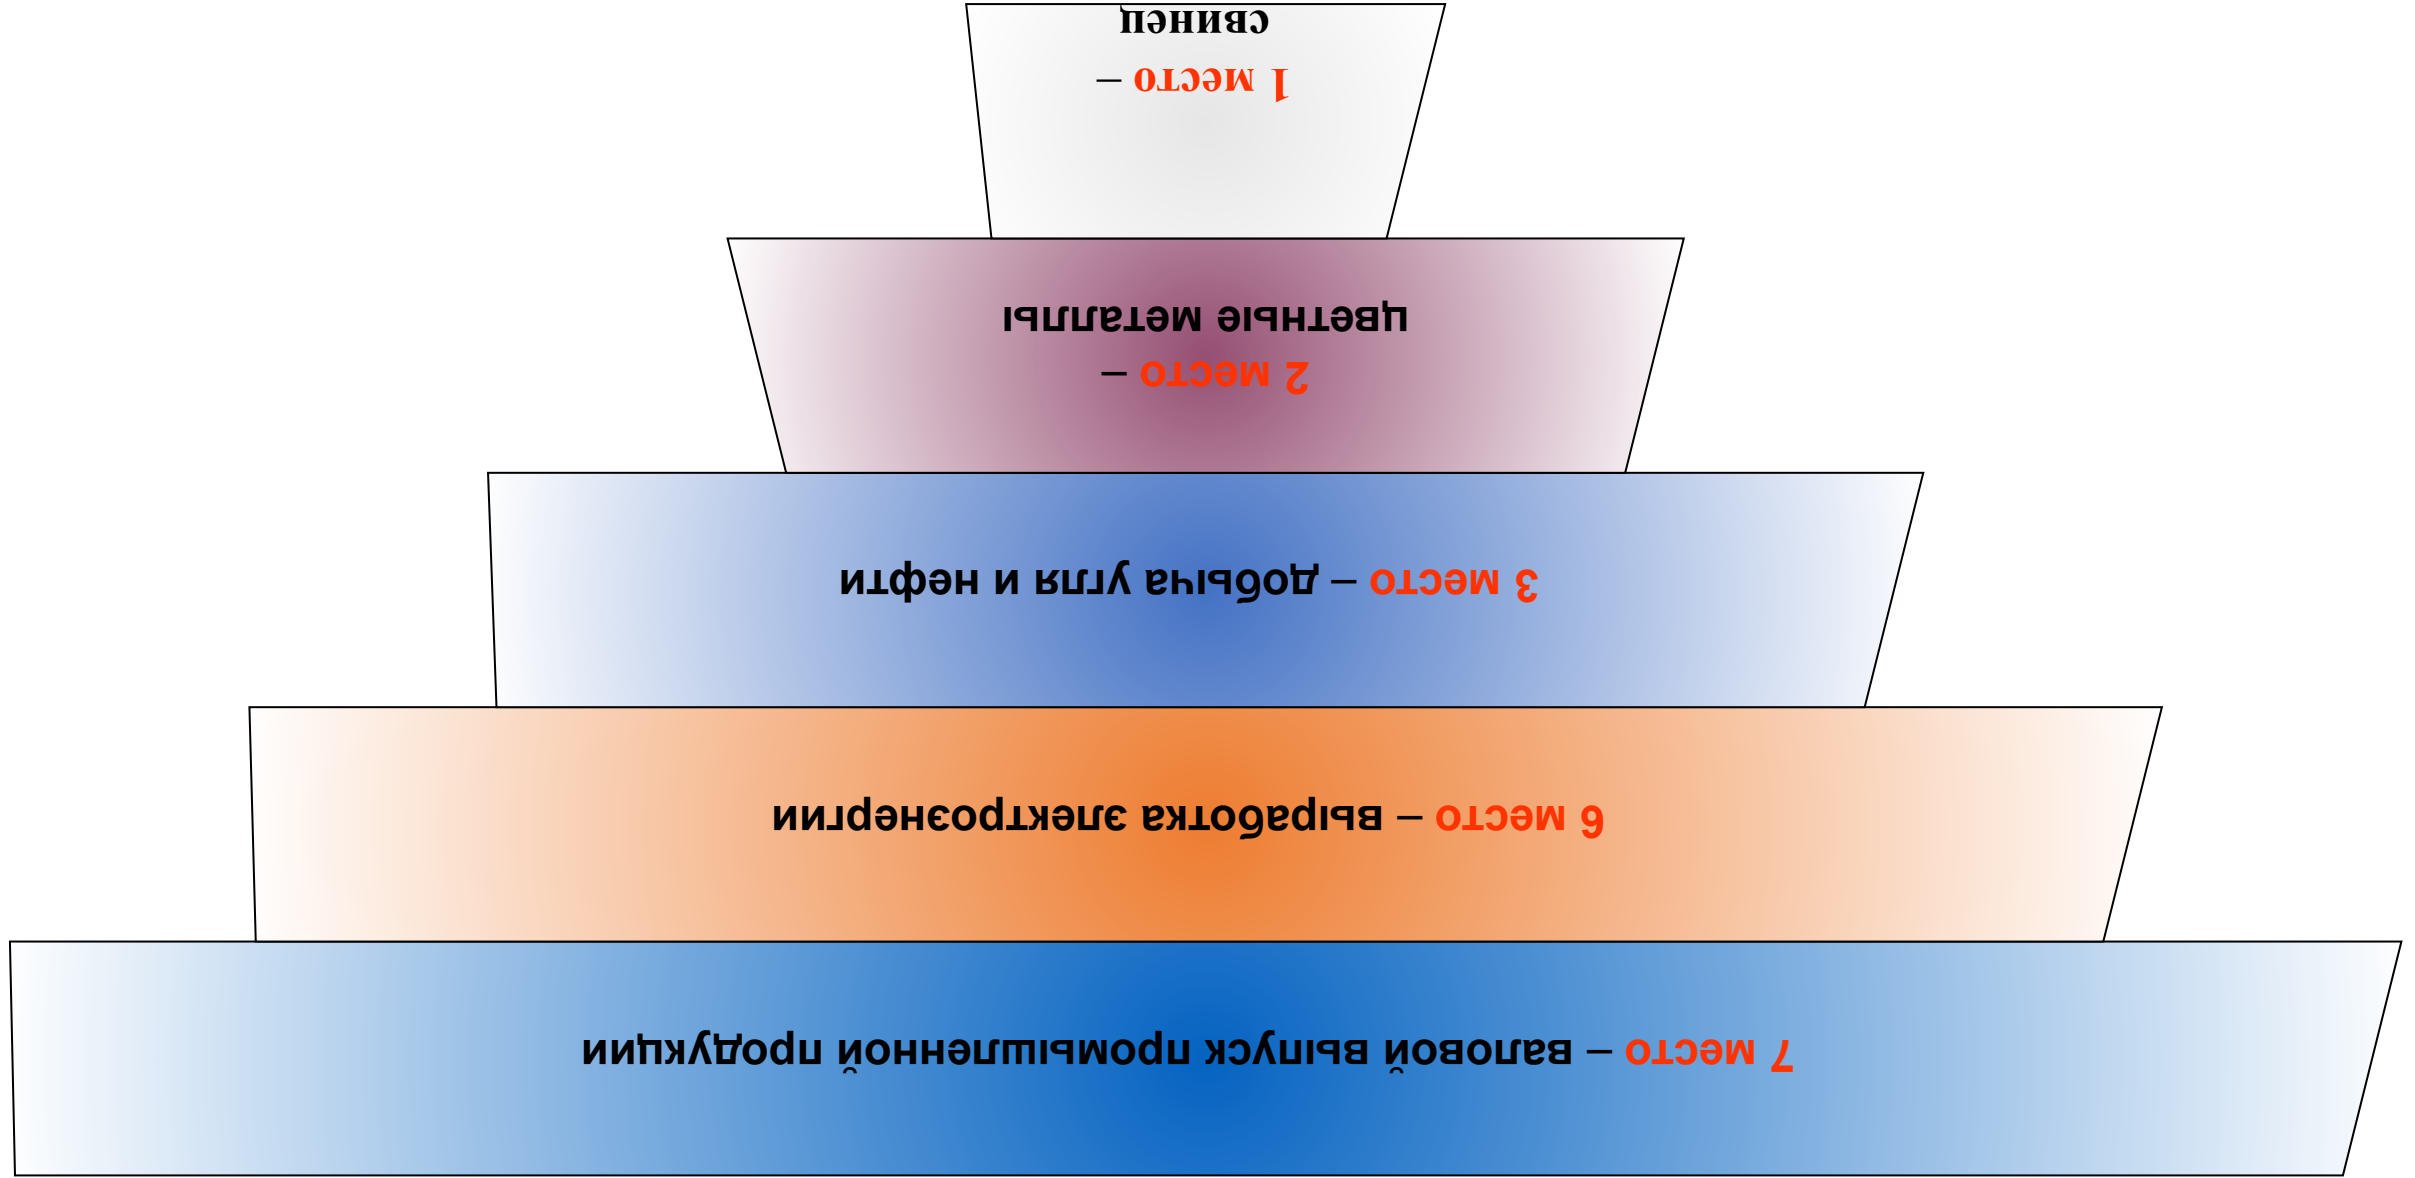 7 место – валовой выпуск промышленной продукции
6 место – выработка электроэнергии
3 место – добыча угля и нефти
2 место –
цветные металлы
1 место –
свинец